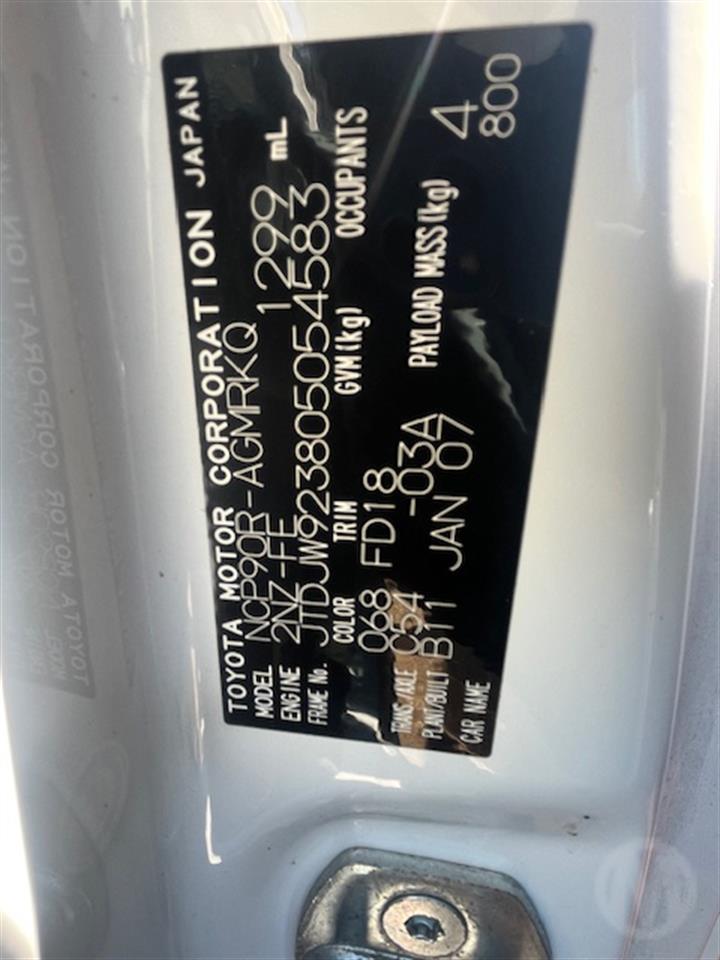 TOYOTA MOTOR CORPORATION JAPAN
MODEL NCP90R-AGMRKQ
ENGINE 2NZ-FE 1299 mL
FRAME No. JTDJW923805054583
COLOR TRIM GVM(kg) OCCUPANTS
068 FD18 4
TRANS/AXLE C54 -03A PAYLOAD MASS(kg) 800
PLANT/BUILT B11 JAN 07
CAR NAME